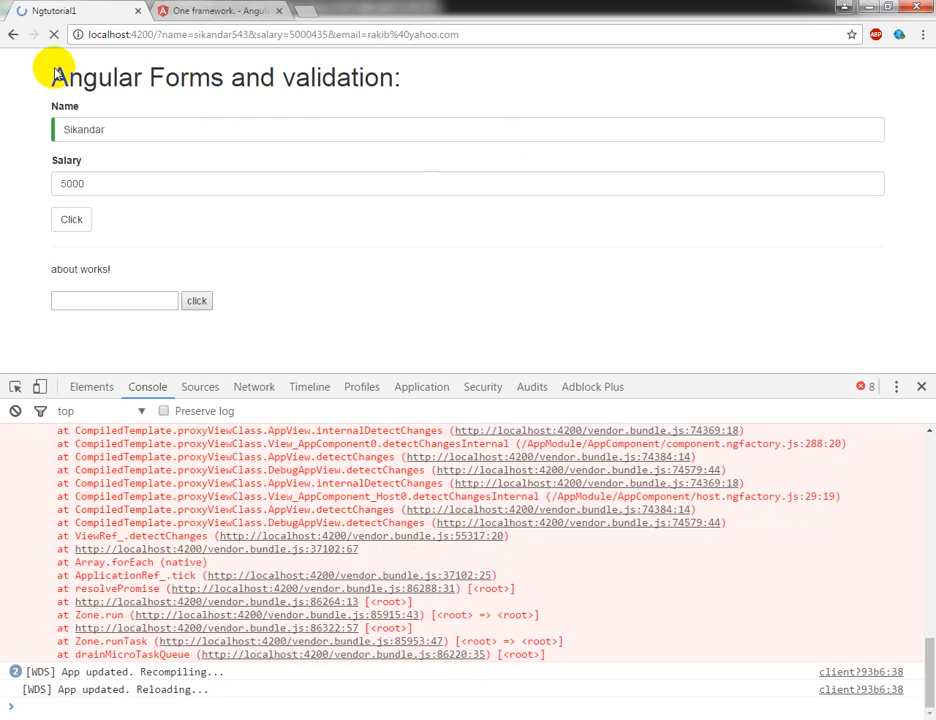 Ngtutorial1
One framework. - Angul
localhost:4200/?name=sikandar543&salary=5000435&email=rakib%40yahoo.com
ABP
Angular Forms and validation:
Name
Sikandar
Salary
5000
Click
about works!
click
Elements Console Sources Network Timeline Profiles Application Security Audits Adblock Plus 8
top Preserve log
at CompiledTemplate.proxyViewClass.AppView.internalDetectChanges (http://localhost:4200/vendor.bundle.js:74369:18)
at CompiledTemplate.proxyViewClass.View_AppComponent0.detectChangesInternal (/AppModule/AppComponent/component.ngfactory.js:288:20)
at CompiledTemplate.proxyViewClass.AppView.detectChanges (http://localhost:4200/vendor.bundle.js:74384:14)
at CompiledTemplate.proxyViewClass.DebugAppView.detectChanges (http://localhost:4200/vendor.bundle.js:74579:44)
at CompiledTemplate.proxyViewClass.AppView.internalDetectChanges (http://localhost:4200/vendor.bundle.js:74369:18)
at CompiledTemplate.proxyViewClass.View_AppComponent_Host0.detectChangesInternal (/AppModule/AppComponent/host.ngfactory.js:29:19)
at CompiledTemplate.proxyViewClass.AppView.detectChanges (http://localhost:4200/vendor.bundle.js:74384:14)
at CompiledTemplate.proxyViewClass.DebugAppView.detectChanges (http://localhost:4200/vendor.bundle.js:74579:44)
at ViewRef_.detectChanges (http://localhost:4200/vendor.bundle.js:55317:20)
at http://localhost:4200/vendor.bundle.js:37102:67
at Array.forEach (native)
at ApplicationRef_.tick (http://localhost:4200/vendor.bundle.js:37102:25)
at resolvePromise (http://localhost:4200/vendor.bundle.js:86288:31) [<root>]
at http://localhost:4200/vendor.bundle.js:86264:13 [<root>]
at Zone.run (http://localhost:4200/vendor.bundle.js:85915:43) [<root> => <root>]
at http://localhost:4200/vendor.bundle.js:86322:57 [<root>]
at Zone.runTask (http://localhost:4200/vendor.bundle.js:85953:47) [<root> => <root>]
at drainMicroTaskQueue (http://localhost:4200/vendor.bundle.js:86220:35) [<root>]
2 [WDS] App updated. Recompiling... client?93b6:38
[WDS] App updated. Reloading... client?93b6:38